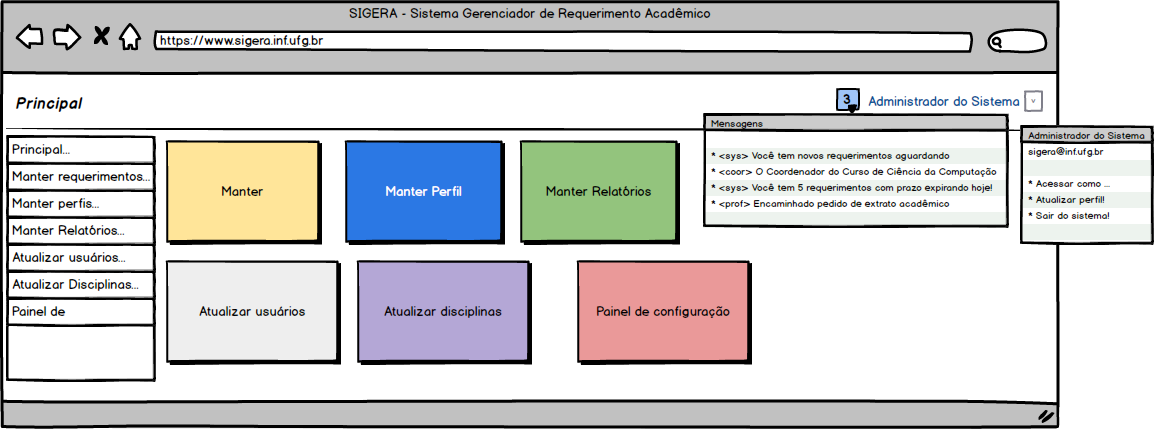 SIGERA - Sistema Gerenciador de Requerimento Acadêmico
https://www.sigera.inf.ufg.br
Principal
3
Administrador do Sistema
v
Mensagens
* <sys> Você tem novos requerimentos aguardando
* <coor> O Coordenador do Curso de Ciência da Computação
* <sys> Você tem 5 requerimentos com prazo expirando hoje!
* <prof> Encaminhado pedido de extrato acadêmico
Administrador do Sistema
sigera@inf.ufg.br
* Acessar como ...
* Atualizar perfil!
* Sair do sistema!
Principal...
Manter requerimentos...
Manter perfis...
Manter Relatórios...
Atualizar usuários...
Atualizar Disciplinas...
Painel de
Manter
Manter Perfil
Manter Relatórios
Atualizar usuários
Atualizar disciplinas
Painel de configuração